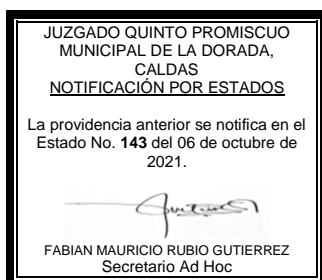 JUZGADO QUINTO PROMISCUO
MUNICIPAL DE LA DORADA,
CALDAS
NOTIFICACIÓN POR ESTADOS
La providencia anterior se notifica en el
Estado No. 143 del 06 de octubre de
2021.
FABIAN MAURICIO RUBIO GUTIERREZ
Secretario Ad Hoc